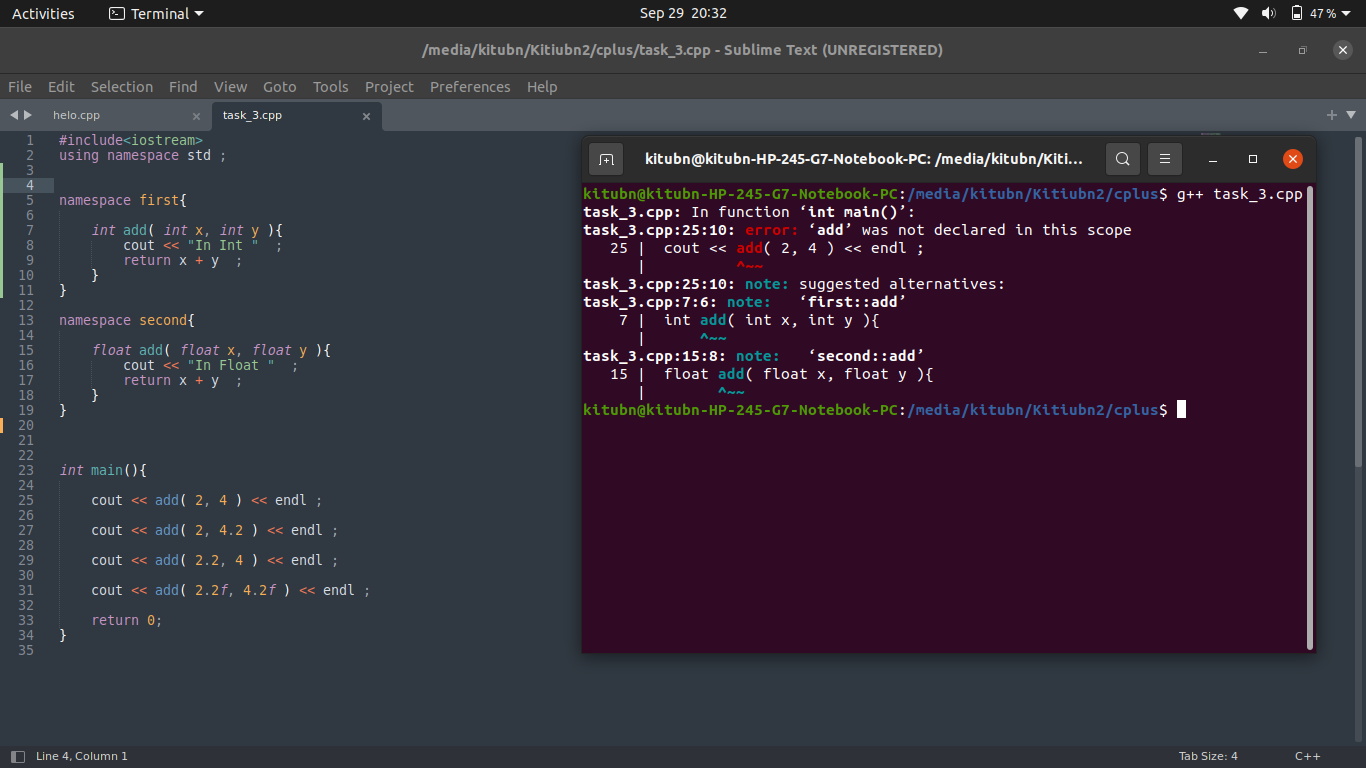 Activities Terminal Sep 29 20:32 47 %
/media/kitubn/Kitiubn2/cplus/task_3.cpp - Sublime Text (UNREGISTERED)
File Edit Selection Find View Goto Tools Project Preferences Help
helo.cpp × task_3.cpp ×
1 #include<iostream>
2 using namespace std ;
3
4
5 namespace first{
6
7 int add( int x, int y ){
8 cout << "In Int " ;
9 return x + y ;
10 }
11 }
12
13 namespace second{
14
15 float add( float x, float y ){
16 cout << "In Float " ;
17 return x + y ;
18 }
19 }
20
21
22
23 int main(){
24
25 cout << add( 2, 4 ) << endl ;
26
27 cout << add( 2, 4.2 ) << endl ;
28
29 cout << add( 2.2, 4 ) << endl ;
30
31 cout << add( 2.2f, 4.2f ) << endl ;
32
33 return 0;
34 }
35
kitubn@kitubn-HP-245-G7-Notebook-PC: /media/kitubn/Kiti...
kitubn@kitubn-HP-245-G7-Notebook-PC:/media/kitubn/Kitiubn2/cplus$ g++ task_3.cpp
task_3.cpp: In function ‘int main()’:
task_3.cpp:25:10: error: ‘add’ was not declared in this scope
25 | cout << add( 2, 4 ) << endl ;
| ^~~
task_3.cpp:25:10: note: suggested alternatives:
task_3.cpp:7:6: note: ‘first::add’
7 | int add( int x, int y ){
| ^~~
task_3.cpp:15:8: note: ‘second::add’
15 | float add( float x, float y ){
| ^~~
kitubn@kitubn-HP-245-G7-Notebook-PC:/media/kitubn/Kitiubn2/cplus$
Line 4, Column 1 Tab Size: 4 C++